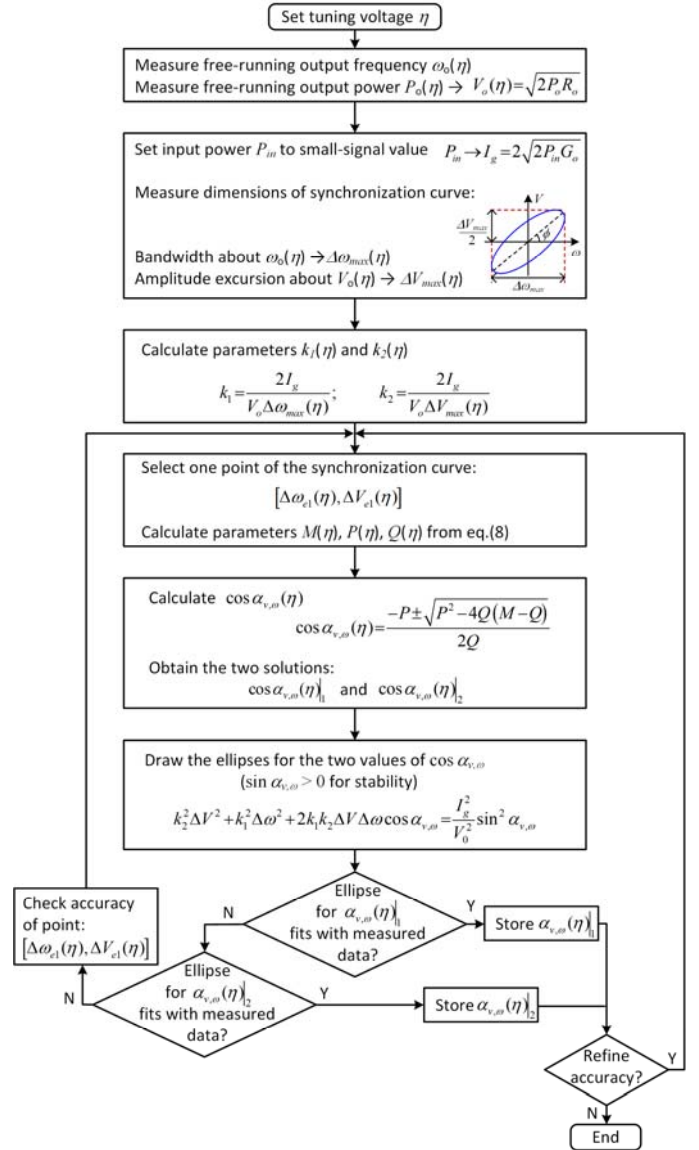 Set tuning voltage η
Measure free-running output frequency ω₀(η)
Measure free-running output power P₀(η) → V_o(η)=√(2P_oR_o)
Set input power P_in to small-signal value P_in → I_g = 2√(2P_inG_o)
Measure dimensions of synchronization curve:
V
ΔV_max/2
φ
ω
Δω_max
Bandwidth about ω₀(η) → Δω_max(η)
Amplitude excursion about V₀(η) → ΔV_max(η)
Calculate parameters k₁(η) and k₂(η)
k₁ = 2I_g/(V_oΔω_max(η)); k₂ = 2I_g/(V_oΔV_max(η))
Select one point of the synchronization curve:
[Δω_e1(η), ΔV_e1(η)]
Calculate parameters M(η), P(η), Q(η) from eq.(8)
Calculate cos α_v,ω(η)
cos α_v,ω(η) = (−P ± √(P² − 4Q(M−Q)))/(2Q)
Obtain the two solutions:
cos α_v,ω(η)|₁ and cos α_v,ω(η)|₂
Draw the ellipses for the two values of cos α_v,ω
(sin α_v,ω > 0 for stability)
k₂²ΔV² + k₁²Δω² + 2k₁k₂ΔVΔω cos α_v,ω = (I_g²/V₀²) sin² α_v,ω
Ellipse
for α_v,ω(η)|₁
fits with measured
data?
N
Y
Store α_v,ω(η)|₁
Check accuracy
of point:
[Δω_e1(η), ΔV_e1(η)]
Ellipse
for α_v,ω(η)|₂
fits with measured
data?
N
Y
Store α_v,ω(η)|₂
Refine
accuracy?
Y
N
End